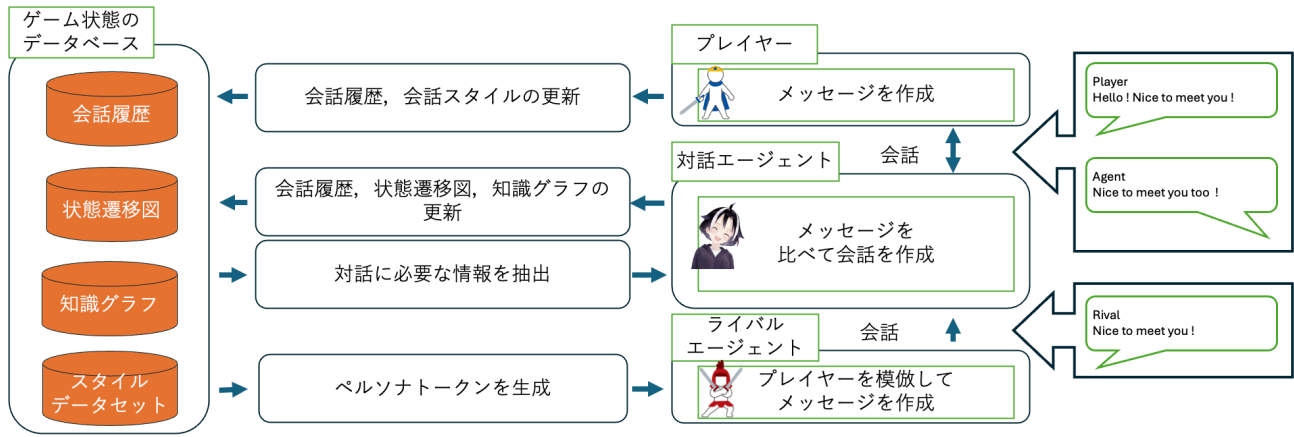 ゲーム状態の
データベース
会話履歴
状態遷移図
知識グラフ
スタイル
データセット
会話履歴，会話スタイルの更新
会話履歴，状態遷移図，知識グラフの
更新
対話に必要な情報を抽出
ペルソナトークンを生成
プレイヤー
メッセージを作成
会話
対話エージェント
メッセージを
比べて会話を作成
会話
ライバル
エージェント
プレイヤーを模倣して
メッセージを作成
Player
Hello ! Nice to meet you !
Agent
Nice to meet you too !
Rival
Nice to meet you !